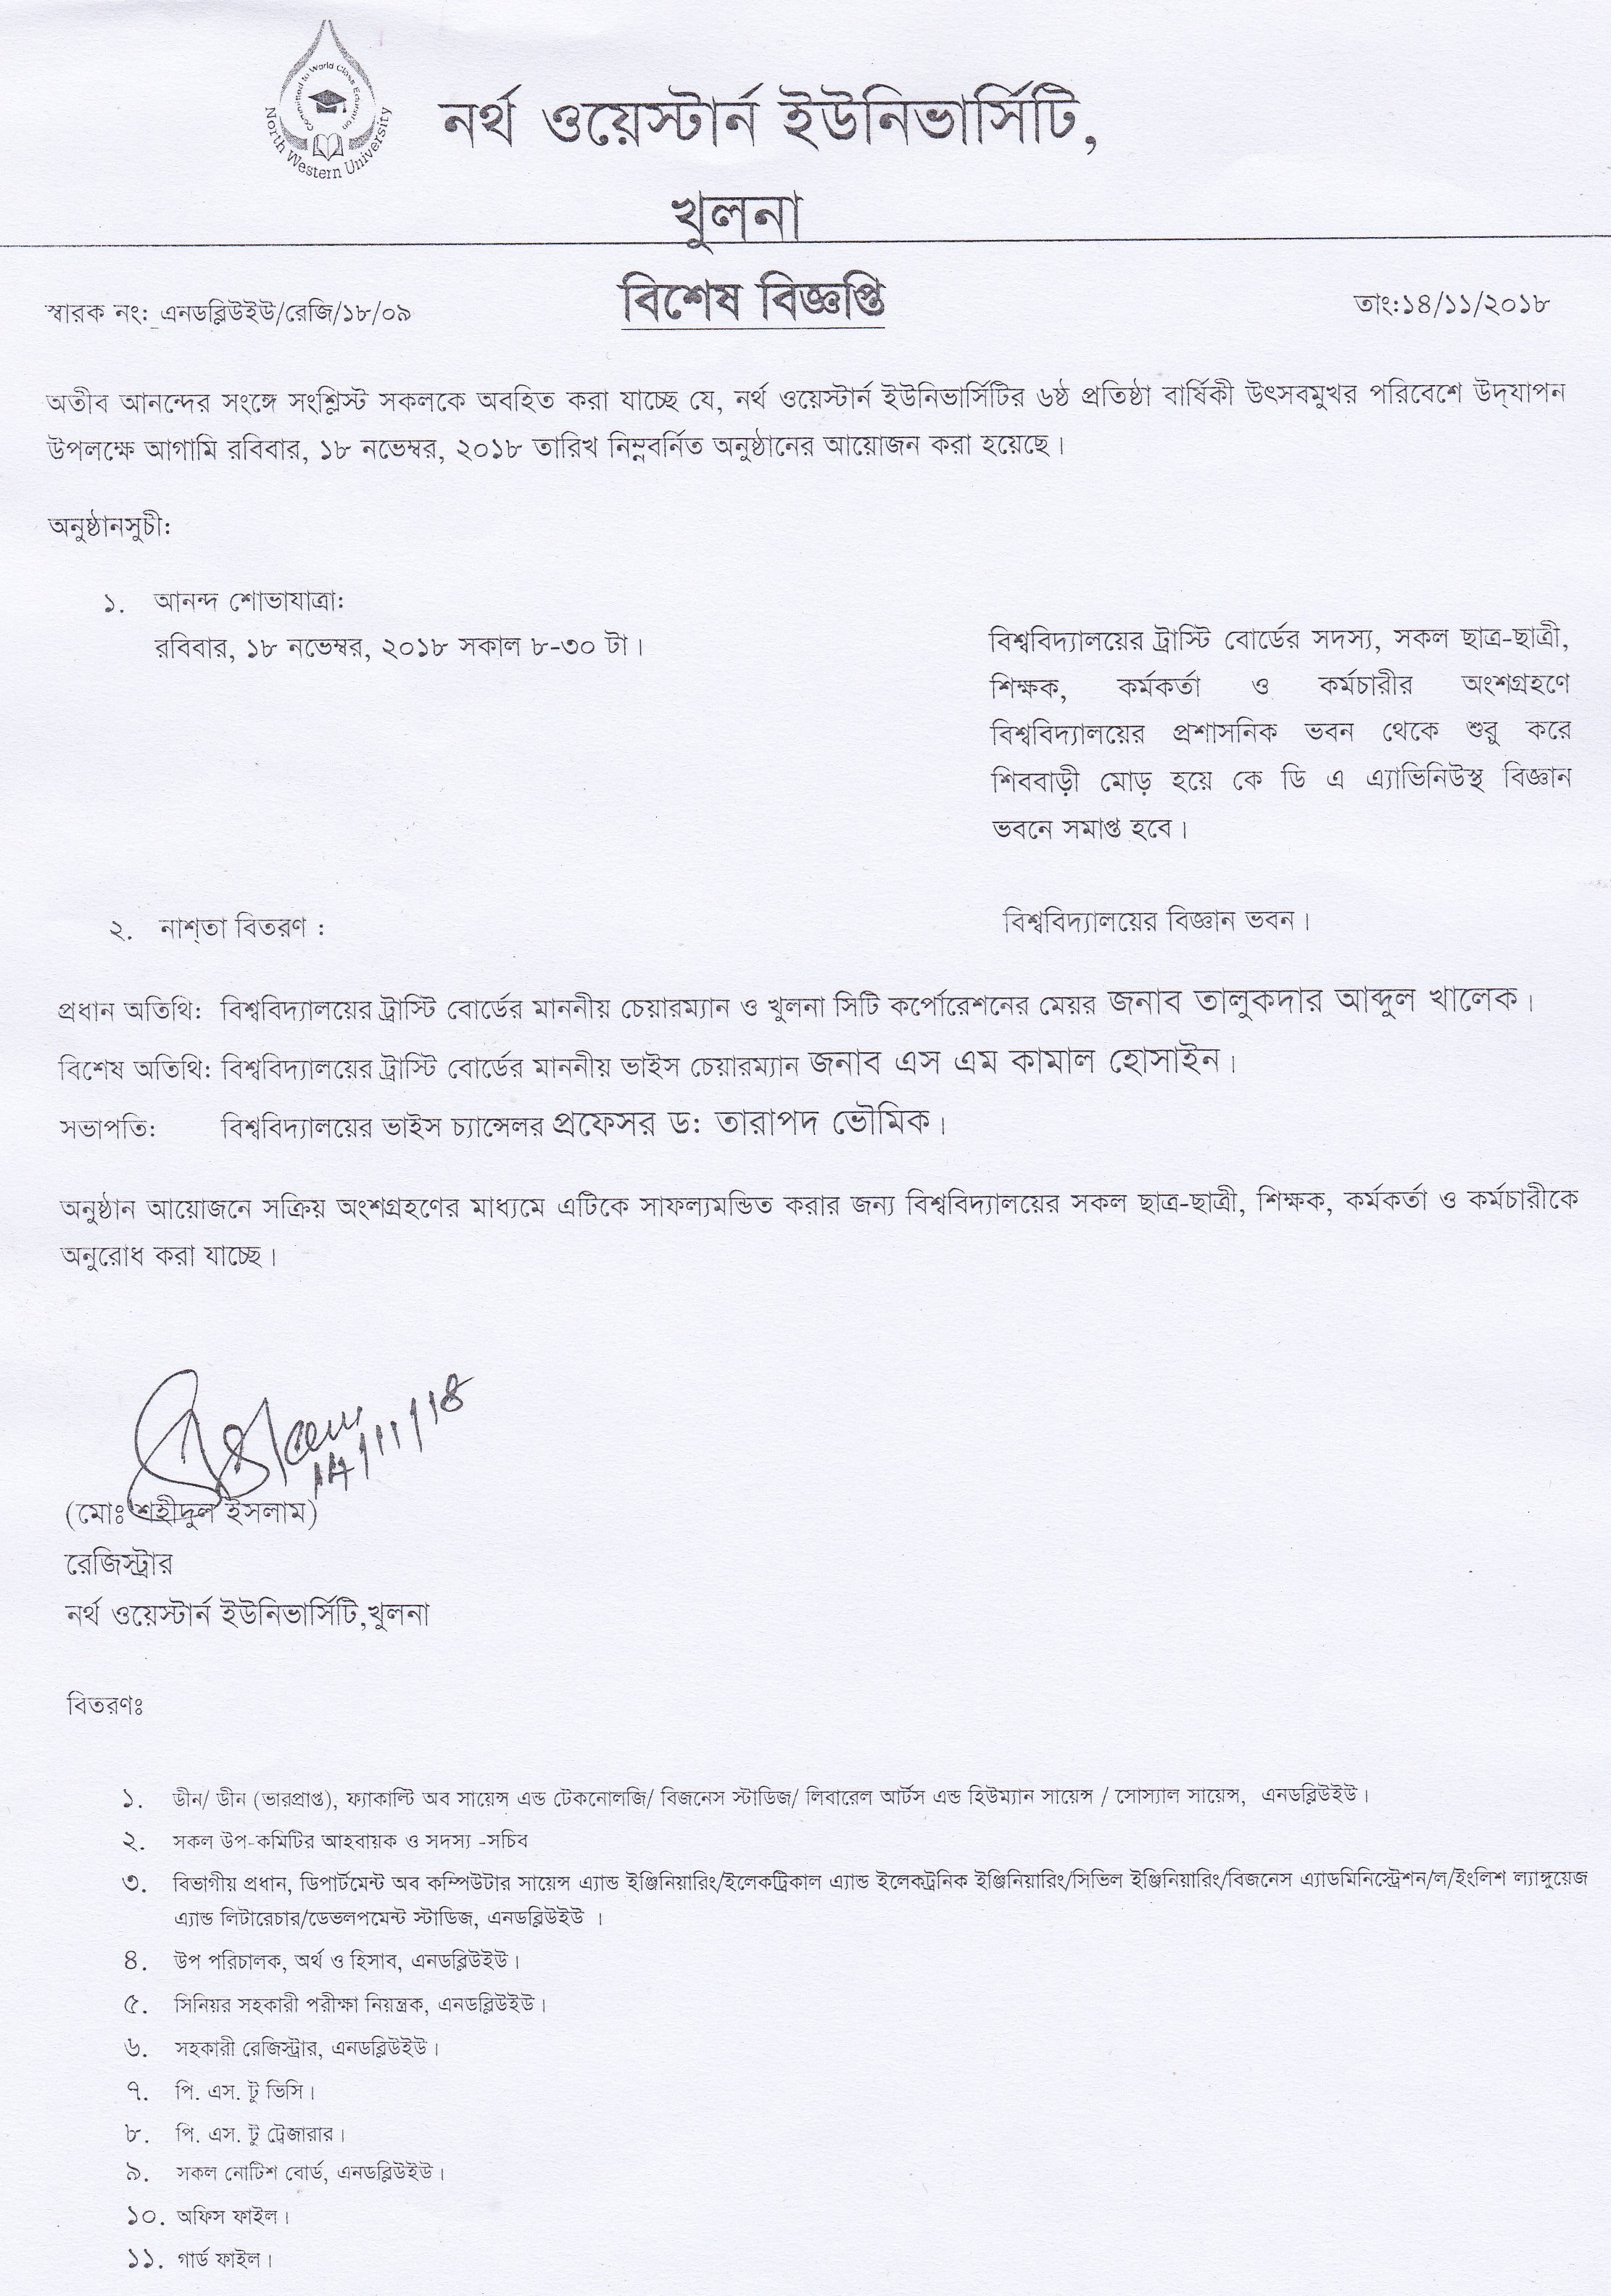 Committed to World Class Education
North Western University
নর্থ ওয়েস্টার্ন ইউনিভার্সিটি,
খুলনা
বিশেষ বিজ্ঞপ্তি
স্বারক নং: এনডব্লিউইউ/রেজি/১৮/০৯
তাং:১৪/১১/২০১৮
অতীব আনন্দের সংঙ্গে সংশ্লিস্ট সকলকে অবহিত করা যাচ্ছে যে, নর্থ ওয়েস্টার্ন ইউনিভার্সিটির ৬ষ্ঠ প্রতিষ্ঠা বার্ষিকী উৎসবমুখর পরিবেশে উদ্‌যাপন
উপলক্ষে আগামি রবিবার, ১৮ নভেম্বর, ২০১৮ তারিখ নিম্নবর্নিত অনুষ্ঠানের আয়োজন করা হয়েছে।
অনুষ্ঠানসুচী:
১. আনন্দ শোভাযাত্রা:
রবিবার, ১৮ নভেম্বর, ২০১৮ সকাল ৮-৩০ টা।
বিশ্ববিদ্যালয়ের ট্রাস্টি বোর্ডের সদস্য, সকল ছাত্র-ছাত্রী,
শিক্ষক, কর্মকর্তা ও কর্মচারীর অংশগ্রহণে
বিশ্ববিদ্যালয়ের প্রশাসনিক ভবন থেকে শুরু করে
শিববাড়ী মোড় হয়ে কে ডি এ এ্যাভিনিউস্থ বিজ্ঞান
ভবনে সমাপ্ত হবে।
২. নাশ্‌তা বিতরণ :
বিশ্ববিদ্যালয়ের বিজ্ঞান ভবন।
প্রধান অতিথি: বিশ্ববিদ্যালয়ের ট্রাস্টি বোর্ডের মাননীয় চেয়ারম্যান ও খুলনা সিটি কর্পোরেশনের মেয়র জনাব তালুকদার আব্দুল খালেক।
বিশেষ অতিথি: বিশ্ববিদ্যালয়ের ট্রাস্টি বোর্ডের মাননীয় ভাইস চেয়ারম্যান জনাব এস এম কামাল হোসাইন।
সভাপতি: বিশ্ববিদ্যালয়ের ভাইস চ্যান্সেলর প্রফেসর ড: তারাপদ ভৌমিক।
অনুষ্ঠান আয়োজনে সক্রিয় অংশগ্রহণের মাধ্যমে এটিকে সাফল্যমন্ডিত করার জন্য বিশ্ববিদ্যালয়ের সকল ছাত্র-ছাত্রী, শিক্ষক, কর্মকর্তা ও কর্মচারীকে
অনুরোধ করা যাচ্ছে।
14/11/18
(মোঃ শহীদুল ইসলাম)
রেজিস্ট্রার
নর্থ ওয়েস্টার্ন ইউনিভার্সিটি,খুলনা
বিতরণঃ
১. ডীন/ ডীন (ভারপ্রাপ্ত), ফ্যাকাল্টি অব সায়েন্স এন্ড টেকনোলজি/ বিজনেস স্টাডিজ/ লিবারেল আর্টস এন্ড হিউম্যান সায়েন্স / সোস্যাল সায়েন্স, এনডব্লিউইউ।
২. সকল উপ-কমিটির আহবায়ক ও সদস্য -সচিব
৩. বিভাগীয় প্রধান, ডিপার্টমেন্ট অব কম্পিউটার সায়েন্স এ্যান্ড ইঞ্জিনিয়ারিং/ইলেকট্রিকাল এ্যান্ড ইলেকট্রনিক ইঞ্জিনিয়ারিং/সিভিল ইঞ্জিনিয়ারিং/বিজনেস এ্যাডমিনিস্ট্রেশন/ল/ইংলিশ ল্যাঙ্গুয়েজ
এ্যান্ড লিটারেচার/ডেভলপমেন্ট স্টাডিজ, এনডব্লিউইউ ।
৪. উপ পরিচালক, অর্থ ও হিসাব, এনডব্লিউইউ।
৫. সিনিয়র সহকারী পরীক্ষা নিয়ন্ত্রক, এনডব্লিউইউ।
৬. সহকারী রেজিস্ট্রার, এনডব্লিউইউ।
৭. পি. এস. টু ভিসি।
৮. পি. এস. টু ট্রেজারার।
৯. সকল নোটিশ বোর্ড, এনডব্লিউইউ।
১০. অফিস ফাইল।
১১. গার্ড ফাইল।